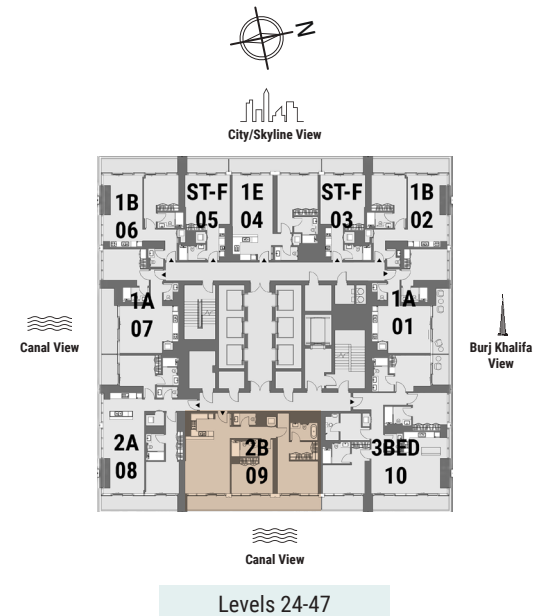 N
City/Skyline View
1B
06
ST-F
05
1E
04
ST-F
03
1B
02
1A
07
1A
01
Canal View
Burj Khalifa
View
2A
08
2B
09
3BED
10
Canal View
Levels 24-47